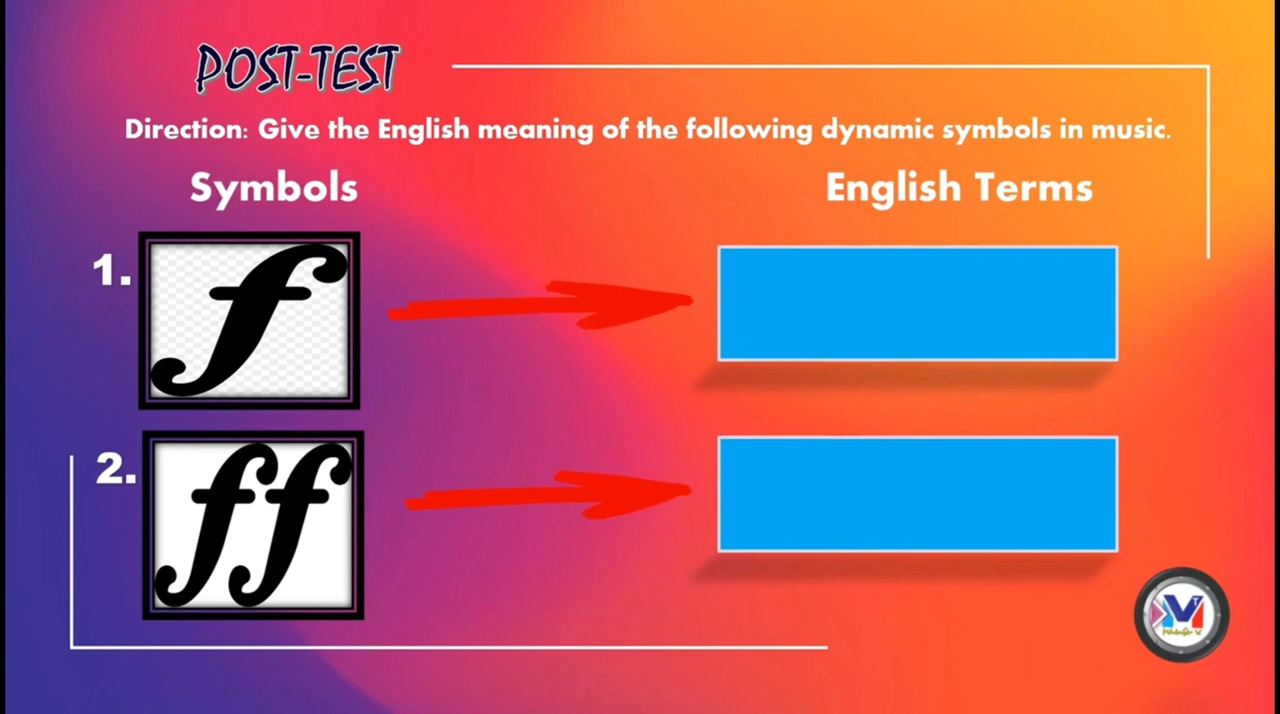 POST-TEST
Direction: Give the English meaning of the following dynamic symbols in music.
Symbols
English Terms
1.
f
2.
ff